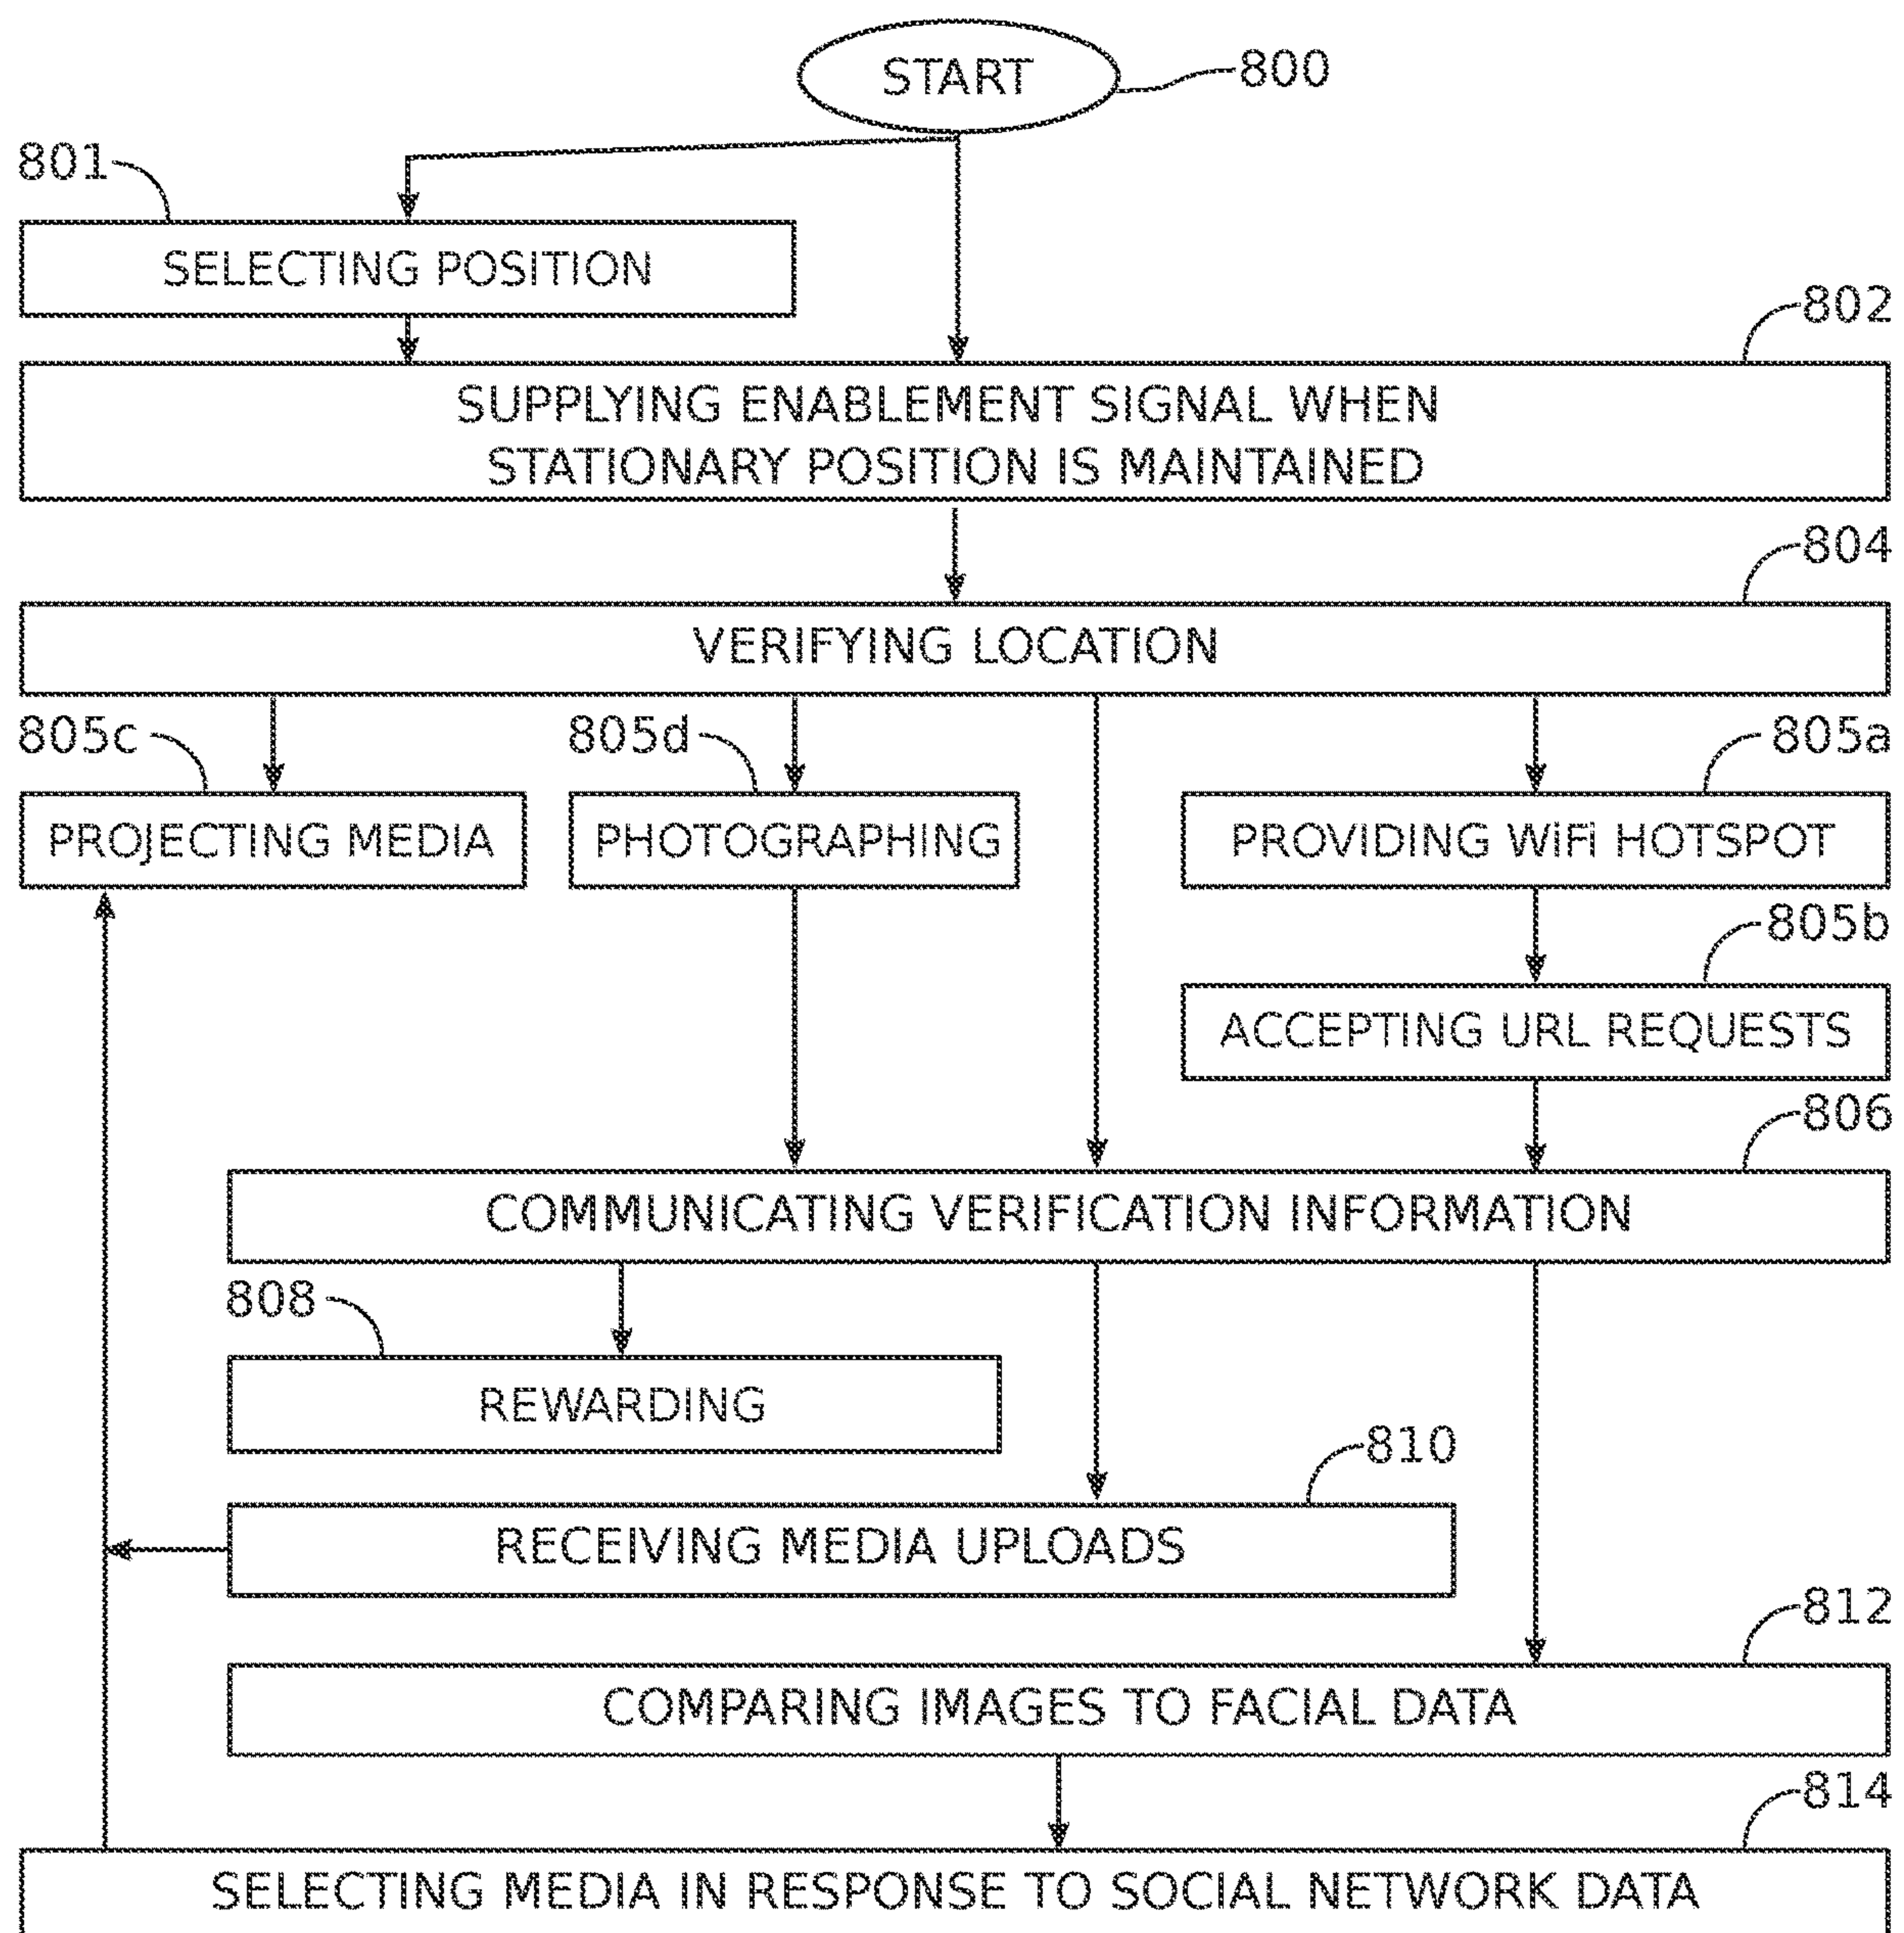 START
800
801
SELECTING POSITION
802
SUPPLYING ENABLEMENT SIGNAL WHEN
STATIONARY POSITION IS MAINTAINED
804
VERIFYING LOCATION
805c
805d
805a
PROJECTING MEDIA
PHOTOGRAPHING
PROVIDING WiFi HOTSPOT
805b
ACCEPTING URL REQUESTS
806
COMMUNICATING VERIFICATION INFORMATION
808
REWARDING
810
RECEIVING MEDIA UPLOADS
812
COMPARING IMAGES TO FACIAL DATA
814
SELECTING MEDIA IN RESPONSE TO SOCIAL NETWORK DATA